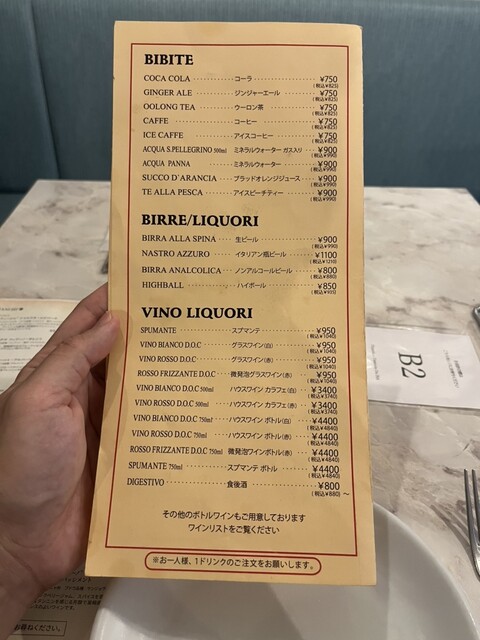 BIBITE
COCA COLA コーラ ¥750
(税込¥825)
GINGER ALE ジンジャーエール ¥750
(税込¥825)
OOLONG TEA ウーロン茶 ¥750
(税込¥825)
CAFFE コーヒー ¥750
(税込¥825)
ICE CAFFE アイスコーヒー ¥750
(税込¥825)
ACQUA S.PELLEGRINO 500ml ミネラルウォーター ガス入り ¥900
(税込¥990)
ACQUA PANNA ミネラルウォーター ¥900
(税込¥990)
SUCCO D'ARANCIA ブラッドオレンジジュース ¥900
(税込¥990)
TE ALLA PESCA アイスピーチティー ¥900
(税込¥990)
BIRRE/LIQUORI
BIRRA ALLA SPINA 生ビール ¥900
(税込¥990)
NASTRO AZZURO イタリアン瓶ビール ¥1100
(税込¥1210)
BIRRA ANALCOLICA ノンアルコールビール ¥800
(税込¥880)
HIGHBALL ハイボール ¥850
(税込¥935)
VINO LIQUORI
SPUMANTE スプマンテ ¥950
(税込¥1040)
VINO BIANCO D.O.C グラスワイン(白) ¥950
(税込¥1040)
VINO ROSSO D.O.C グラスワイン(赤) ¥950
(税込¥1040)
ROSSO FRIZZANTE D.O.C 微発泡グラスワイン(赤) ¥950
(税込¥1040)
VINO BIANCO D.O.C 500ml ハウスワイン カラフェ(白) ¥3400
(税込¥3740)
VINO ROSSO D.O.C 500ml ハウスワイン カラフェ(赤) ¥3400
(税込¥3740)
VINO BIANCO D.O.C 750ml ハウスワイン ボトル(白) ¥4400
(税込¥4840)
VINO ROSSO D.O.C 750ml ハウスワイン ボトル(赤) ¥4400
(税込¥4840)
ROSSO FRIZZANTE D.O.C 750ml 微発泡ワインボトル(赤) ¥4400
(税込¥4840)
SPUMANTE 750ml スプマンテ ボトル ¥4400
(税込¥4840)
DIGESTIVO 食後酒 ¥800
(税込¥880)～
その他のボトルワインもご用意しております
ワインリストをご覧ください
※お一人様、1ドリンクのご注文をお願いします。
B2